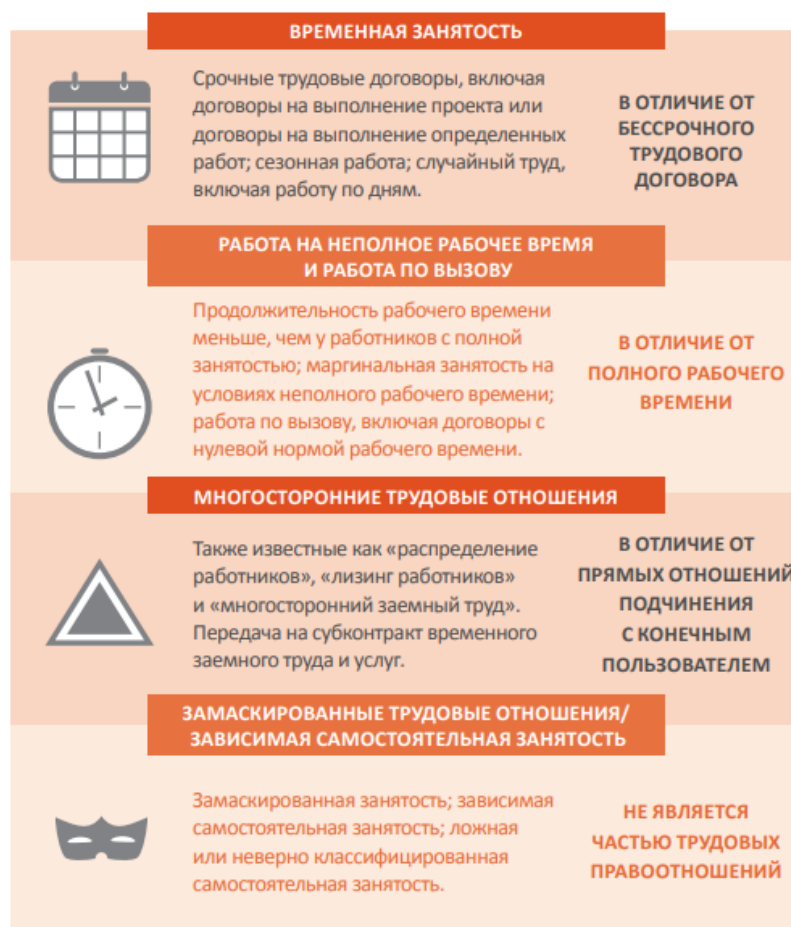 ВРЕМЕННАЯ ЗАНЯТОСТЬ
Срочные трудовые договоры, включая
договоры на выполнение проекта или
договоры на выполнение определенных
работ; сезонная работа; случайный труд,
включая работу по дням.
В ОТЛИЧИЕ ОТ
БЕССРОЧНОГО
ТРУДОВОГО
ДОГОВОРА
РАБОТА НА НЕПОЛНОЕ РАБОЧЕЕ ВРЕМЯ
И РАБОТА ПО ВЫЗОВУ
Продолжительность рабочего времени
меньше, чем у работников с полной
занятостью; маргинальная занятость на
условиях неполного рабочего времени;
работа по вызову, включая договоры с
нулевой нормой рабочего времени.
В ОТЛИЧИЕ ОТ
ПОЛНОГО РАБОЧЕГО
ВРЕМЕНИ
МНОГОСТОРОННИЕ ТРУДОВЫЕ ОТНОШЕНИЯ
Также известные как «распределение
работников», «лизинг работников»
и «многосторонний заемный труд».
Передача на субконтракт временного
заемного труда и услуг.
В ОТЛИЧИЕ ОТ
ПРЯМЫХ ОТНОШЕНИЙ
ПОДЧИНЕНИЯ
С КОНЕЧНЫМ
ПОЛЬЗОВАТЕЛЕМ
ЗАМАСКИРОВАННЫЕ ТРУДОВЫЕ ОТНОШЕНИЯ/
ЗАВИСИМАЯ САМОСТОЯТЕЛЬНАЯ ЗАНЯТОСТЬ
Замаскированная занятость; зависимая
самостоятельная занятость; ложная
или неверно классифицированная
самостоятельная занятость.
НЕ ЯВЛЯЕТСЯ
ЧАСТЬЮ ТРУДОВЫХ
ПРАВООТНОШЕНИЙ